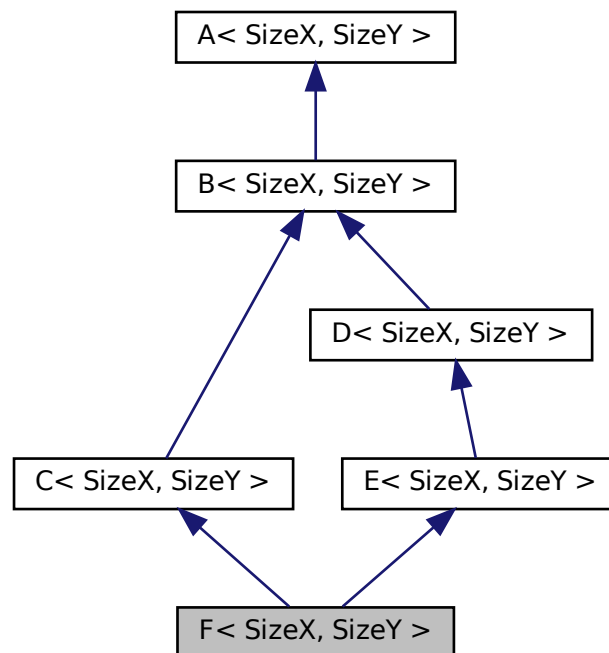 A< SizeX, SizeY >
B< SizeX, SizeY >
D< SizeX, SizeY >
C< SizeX, SizeY >
E< SizeX, SizeY >
F< SizeX, SizeY >